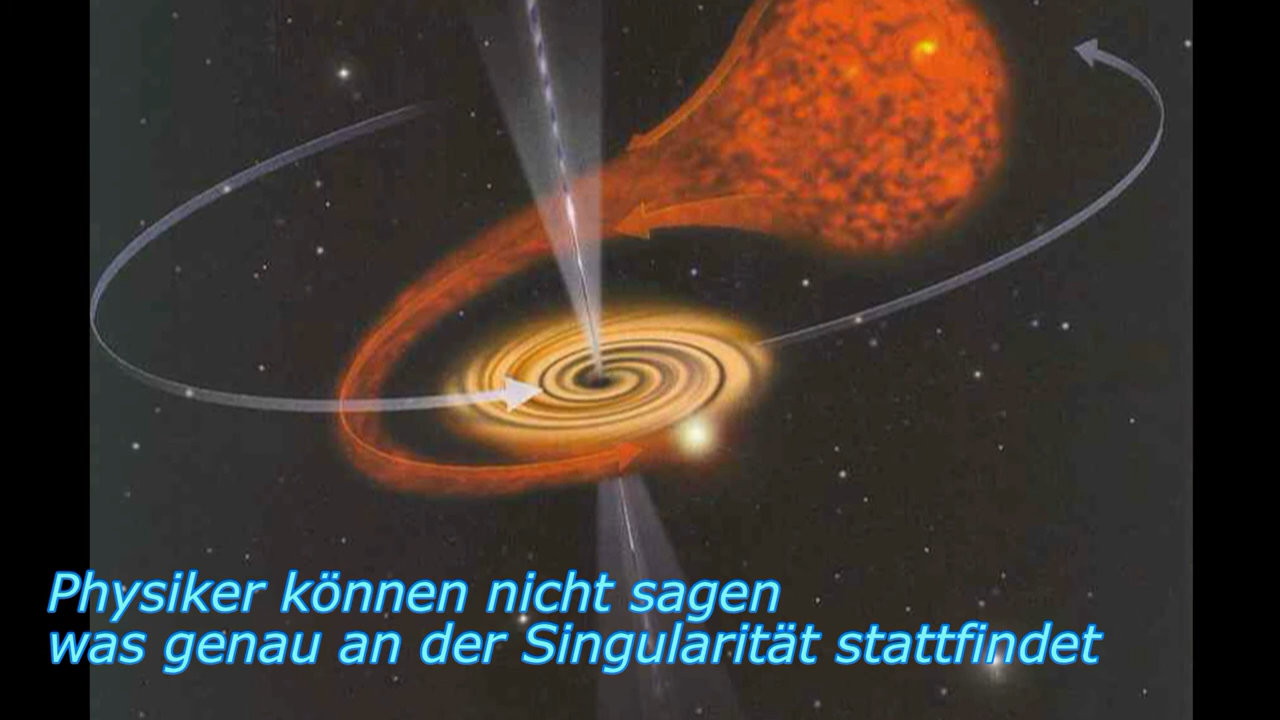 Physiker können nicht sagen
was genau an der Singularität stattfindet